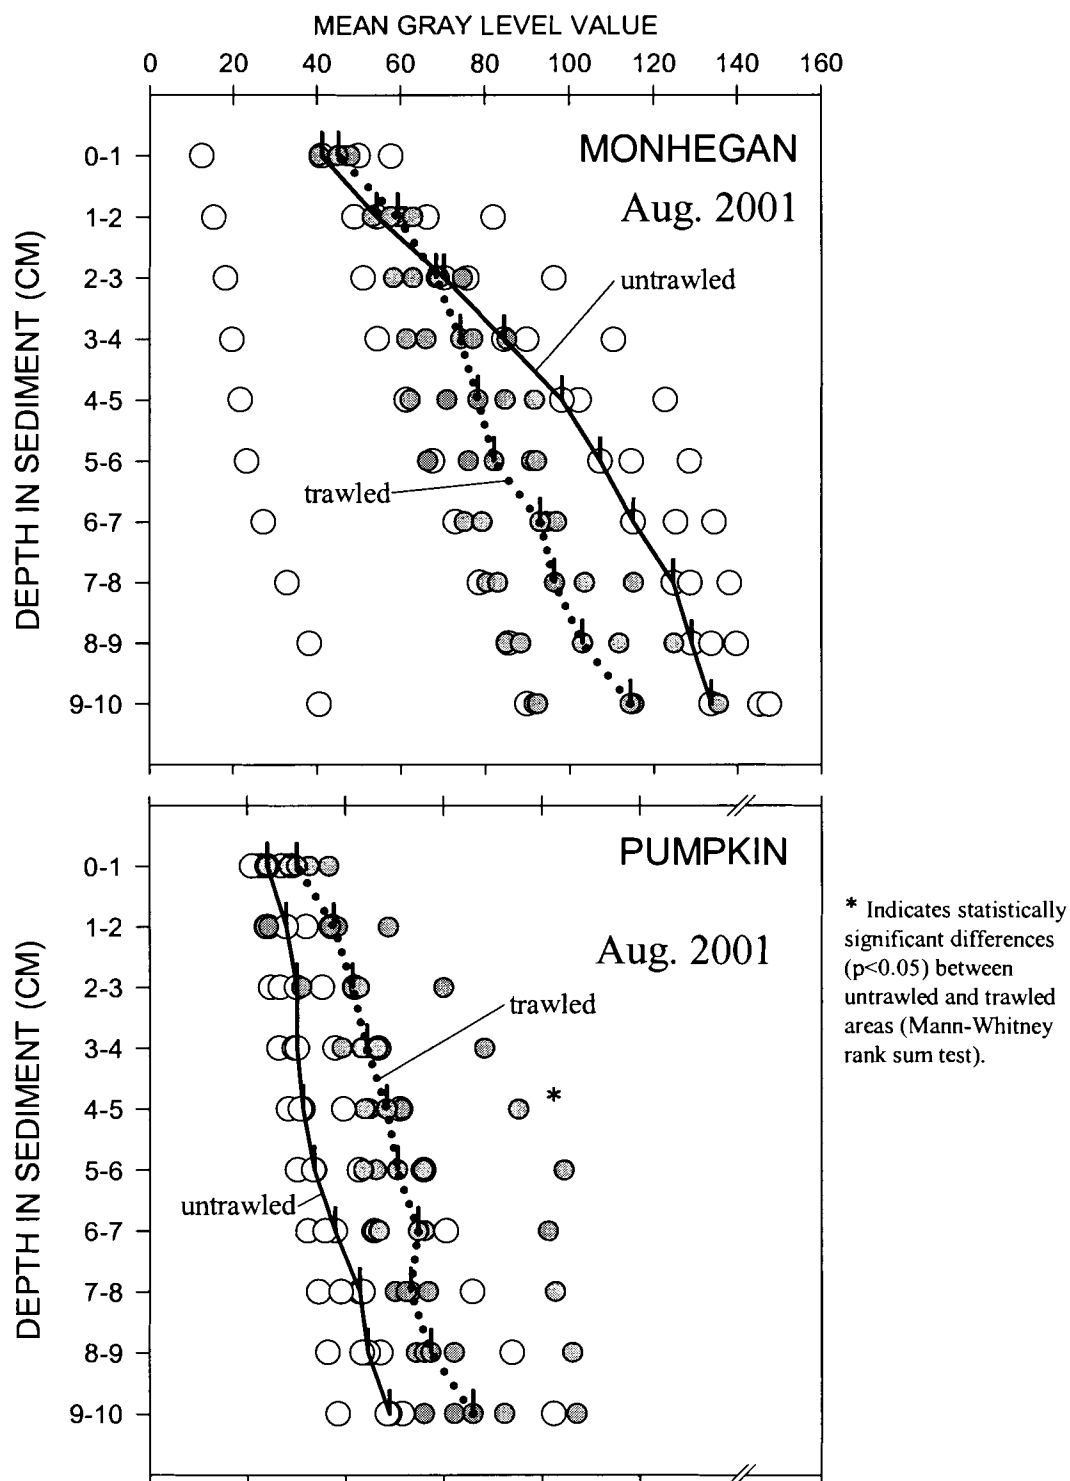 MEAN GRAY LEVEL VALUE
0 20 40 60 80 100 120 140 160
DEPTH IN SEDIMENT (CM)
0-1
1-2
2-3
3-4
4-5
5-6
6-7
7-8
8-9
9-10
MONHEGAN
Aug. 2001
untrawled
trawled
DEPTH IN SEDIMENT (CM)
0-1
1-2
2-3
3-4
4-5
5-6
6-7
7-8
8-9
9-10
PUMPKIN
Aug. 2001
trawled
*
untrawled
* Indicates statistically
significant differences
(p<0.05) between
untrawled and trawled
areas (Mann-Whitney
rank sum test).